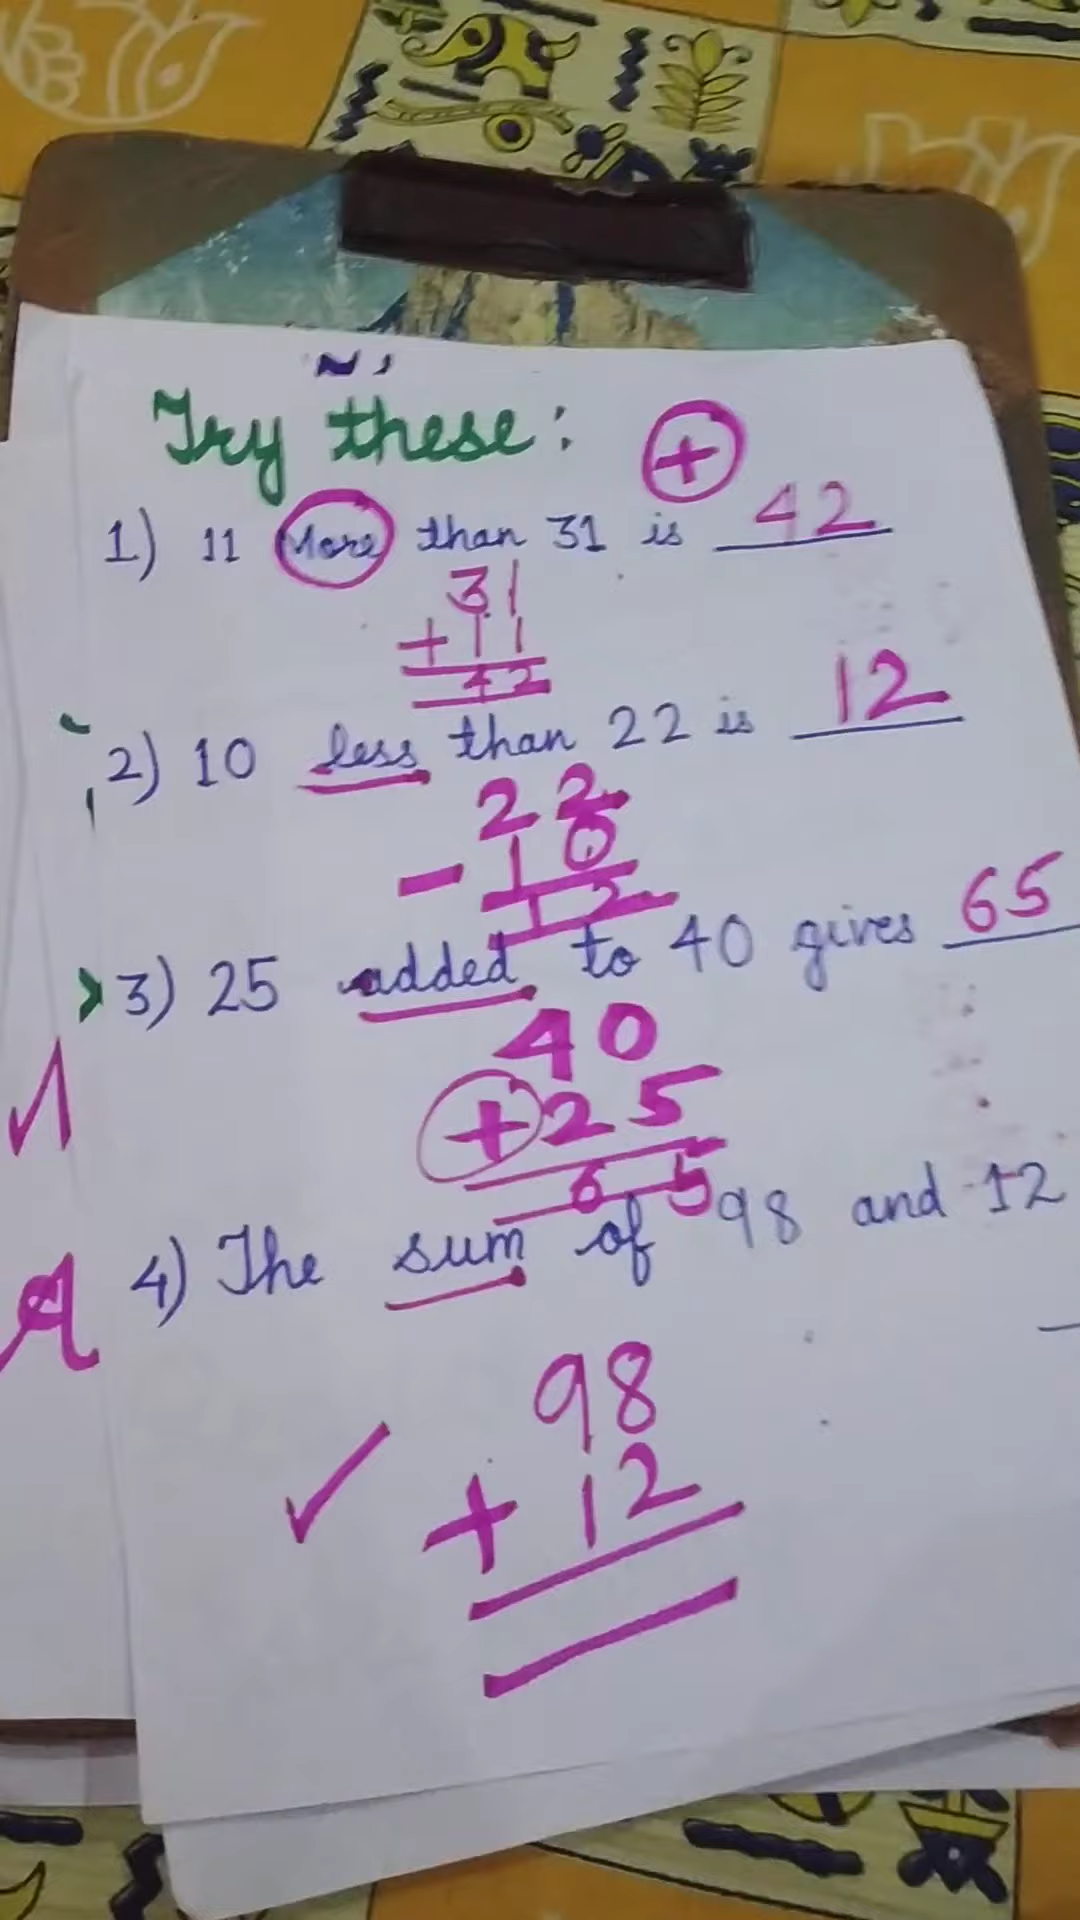 Try these:
+
1) 11 More than 31 is 42
31
+11
42
2) 10 less than 22 is 12
22
-10
12
3) 25 added to 40 gives 65
40
+25
65
4) The sum of 98 and 12
98
+12